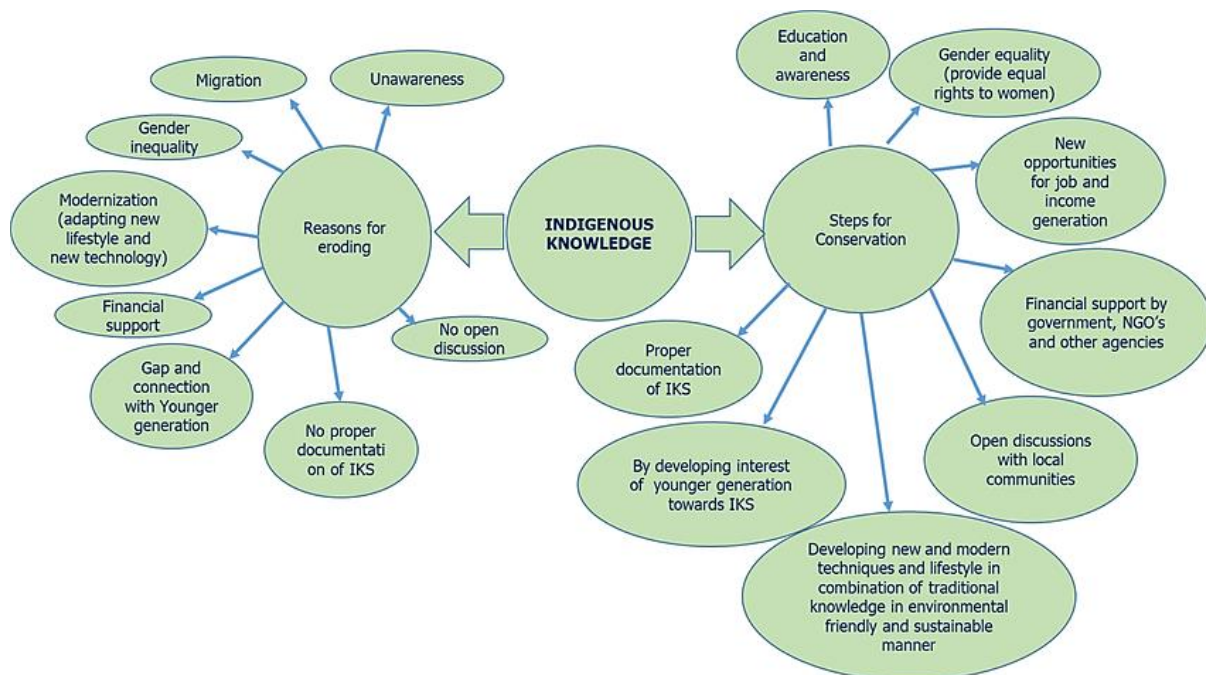 Migration
Unawareness
Gender
inequality
Modernization
(adapting new
lifestyle and
new technology)
Financial
support
Gap and
connection
with Younger
generation
No proper
documentati
on of IKS
No open
discussion
Reasons for
eroding
INDIGENOUS
KNOWLEDGE
Steps for
Conservation
Education
and
awareness
Gender equality
(provide equal
rights to women)
New
opportunities
for job and
income
generation
Financial support by
government, NGO's
and other agencies
Open discussions
with local
communities
Developing new and modern
techniques and lifestyle in
combination of traditional
knowledge in environmental
friendly and sustainable
manner
By developing interest
of younger generation
towards IKS
Proper
documentation
of IKS